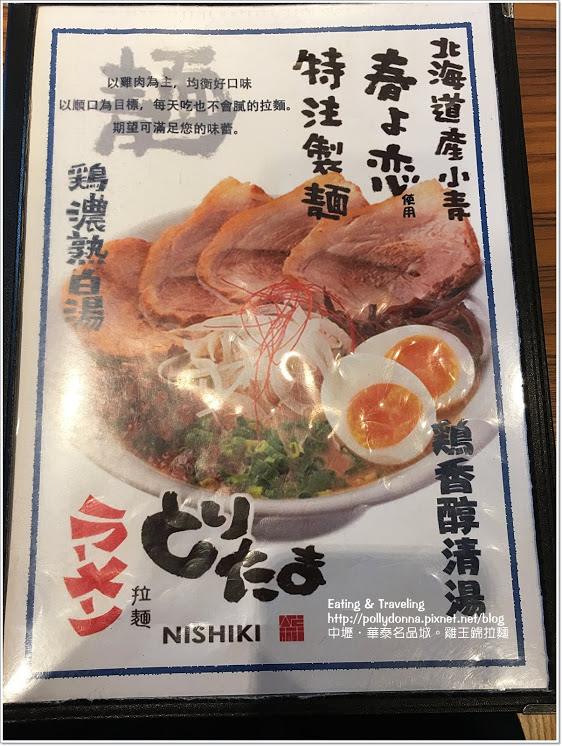 北海道産小青
春よ恋
使用
特注製麺
麺
以雞肉為主，均衡好口味
以順口為目標，每天吃也不會膩的拉麵。
期望可滿足您的味蕾。
鶏濃熟白湯
鶏香醇清湯
ラーメン
拉麵
とりたま
NISHIKI
Eating & Traveling
http://pollydonna.pixnet.net/blog
中壢・華泰名品城。雞玉錦拉麵